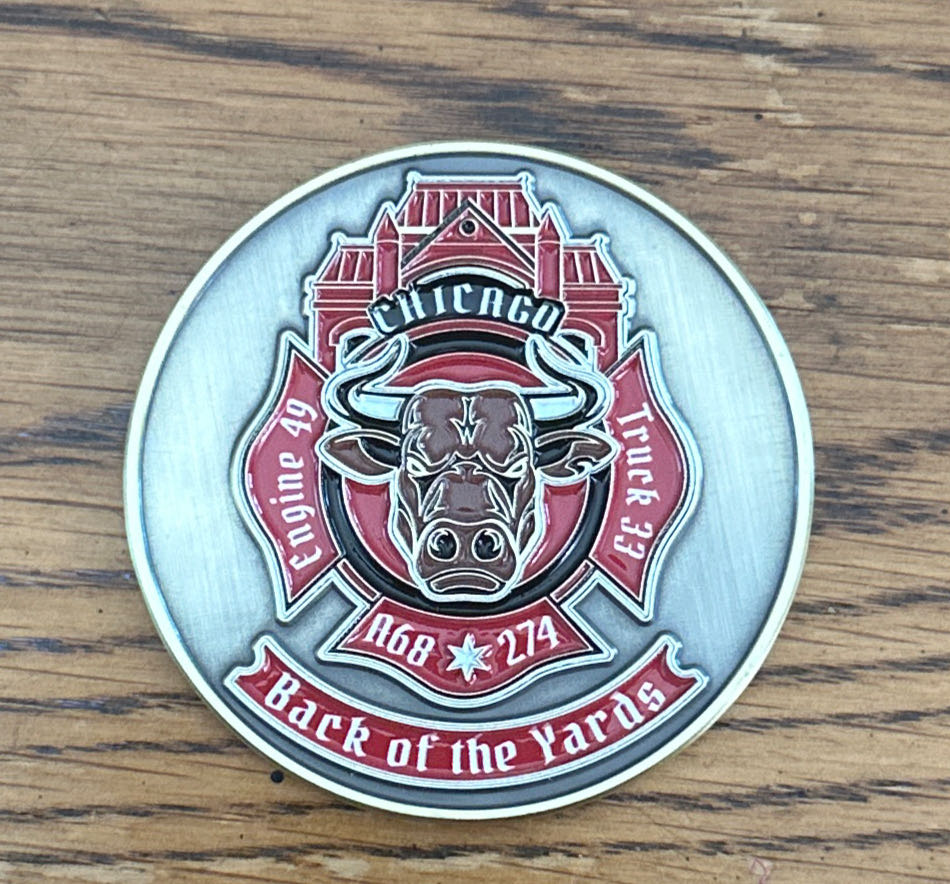 CHICAGO
Engine 49
Truck 33
A68 274
Back of the Yards